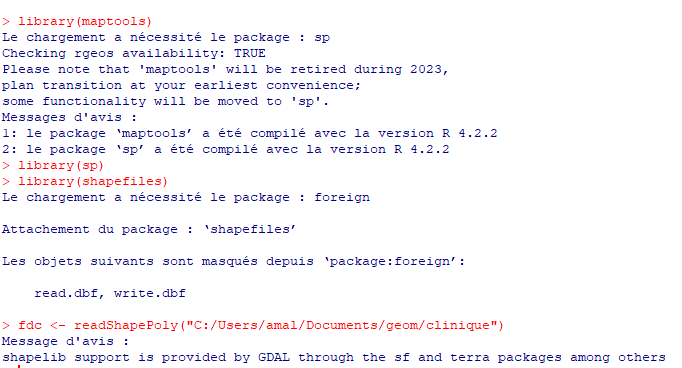 > library(maptools)
Le chargement a nécessité le package : sp
Checking rgeos availability: TRUE
Please note that 'maptools' will be retired during 2023,
plan transition at your earliest convenience;
some functionality will be moved to 'sp'.
Messages d'avis :
1: le package ‘maptools’ a été compilé avec la version R 4.2.2
2: le package ‘sp’ a été compilé avec la version R 4.2.2
> library(sp)
> library(shapefiles)
Le chargement a nécessité le package : foreign
Attachement du package : ‘shapefiles’
Les objets suivants sont masqués depuis ‘package:foreign’:
read.dbf, write.dbf
> fdc <- readShapePoly("C:/Users/amal/Documents/geom/clinique")
Message d'avis :
shapelib support is provided by GDAL through the sf and terra packages among others